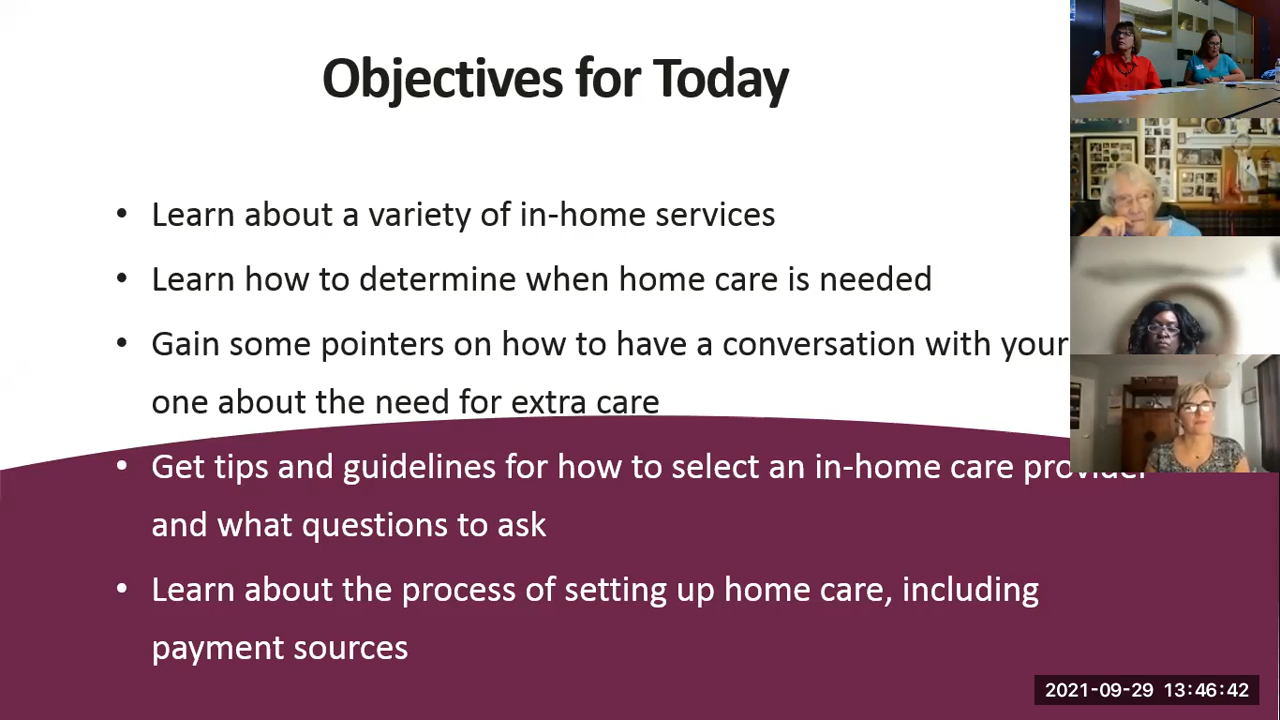 Objectives for Today
• Learn about a variety of in-home services
• Learn how to determine when home care is needed
• Gain some pointers on how to have a conversation with your
one about the need for extra care
• Get tips and guidelines for how to select an in-home care provider
and what questions to ask
• Learn about the process of setting up home care, including
payment sources
2021-09-29 13:46:42